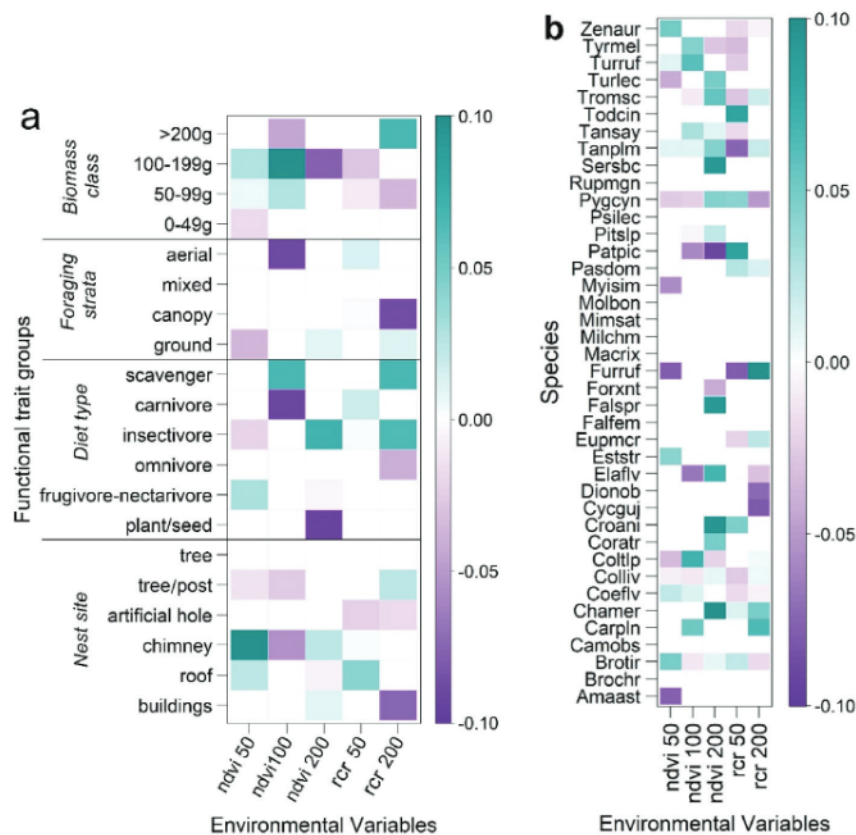 a
Functional trait groups
Biomass
class
>200g
100-199g
50-99g
0-49g
Foraging
strata
aerial
mixed
canopy
ground
Diet type
scavenger
carnivore
insectivore
omnivore
frugivore-nectarivore
plant/seed
Nest site
tree
tree/post
artificial hole
chimney
roof
buildings
ndvi 50
ndvi100
ndvi 200
rcr 50
rcr 200
Environmental Variables
0.10
0.05
0.00
-0.05
-0.10
b
Species
Zenaur
Tyrmel
Turruf
Turlec
Tromsc
Todcin
Tansay
Tanplm
Sersbc
Rupmgn
Pygcyn
Psilec
Pitslp
Patpic
Pasdom
Myisim
Molbon
Mimsat
Milchm
Macrix
Furruf
Forxnt
Falspr
Falfem
Eupmcr
Eststr
Elaflv
Dionob
Cycguj
Croani
Coratr
Coltlp
Colliv
Coeflv
Chamer
Carpln
Camobs
Brotir
Brochr
Amaast
ndvi 50
ndvi 100
ndvi 200
rcr 50
rcr 200
Environmental Variables
0.10
0.05
0.00
-0.05
-0.10